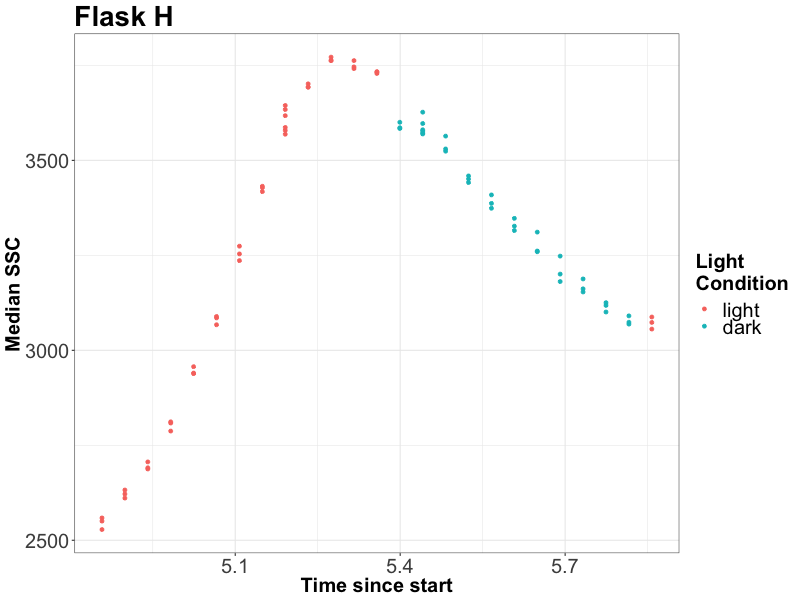 Flask H
Median SSC
3500
3000
2500
5.1
5.4
5.7
Time since start
Light
Condition
light
dark